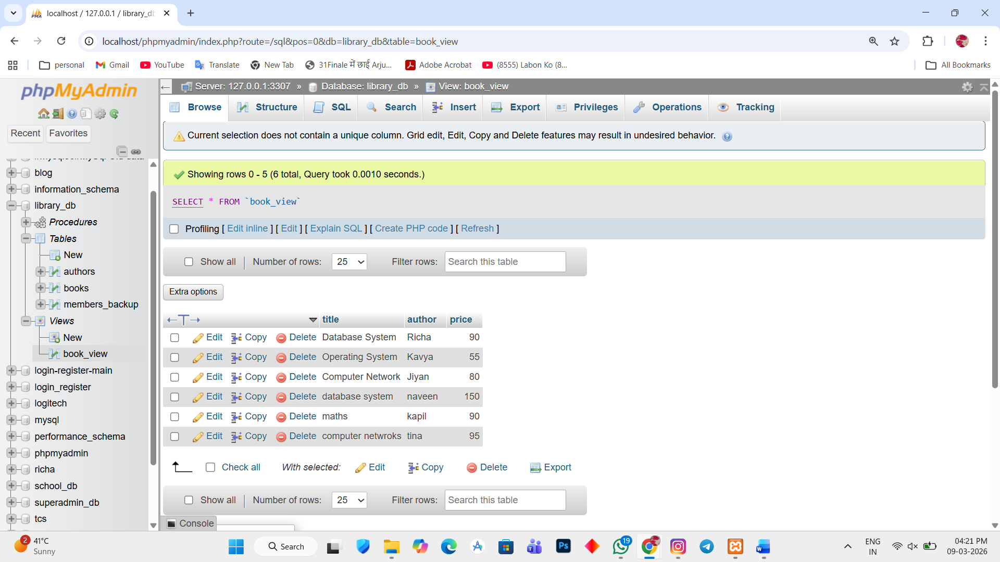 localhost / 127.0.0.1 / library_db
localhost/phpmyadmin/index.php?route=/sql&pos=0&db=library_db&table=book_view
personal Gmail YouTube Translate New Tab 31Finale में छाई Arju... Adobe Acrobat (8555) Labon Ko (8... All Bookmarks
phpMyAdmin
Recent Favorites
blog
information_schema
library_db
Procedures
Tables
New
authors
books
members_backup
Views
New
book_view
login-register-main
login_register
logitech
mysql
performance_schema
phpmyadmin
richa
school_db
superadmin_db
tcs
Server: 127.0.0.1:3307 » Database: library_db » View: book_view
Browse Structure SQL Search Insert Export Privileges Operations Tracking
Current selection does not contain a unique column. Grid edit, Edit, Copy and Delete features may result in undesired behavior.
Showing rows 0 - 5 (6 total, Query took 0.0010 seconds.)
SELECT * FROM `book_view`
Profiling [ Edit inline ] [ Edit ] [ Explain SQL ] [ Create PHP code ] [ Refresh ]
Show all Number of rows: 25 Filter rows: Search this table
Extra options
←T→ title author price
Edit Copy Delete Database System Richa 90
Edit Copy Delete Operating System Kavya 55
Edit Copy Delete Computer Network Jiyan 80
Edit Copy Delete database system naveen 150
Edit Copy Delete maths kapil 90
Edit Copy Delete computer netwroks tina 95
Check all With selected: Edit Copy Delete Export
Show all Number of rows: 25 Filter rows: Search this table
Console
2 41°C
Sunny
Search
Ps
19
ENG
IN
04:21 PM
09-03-2026